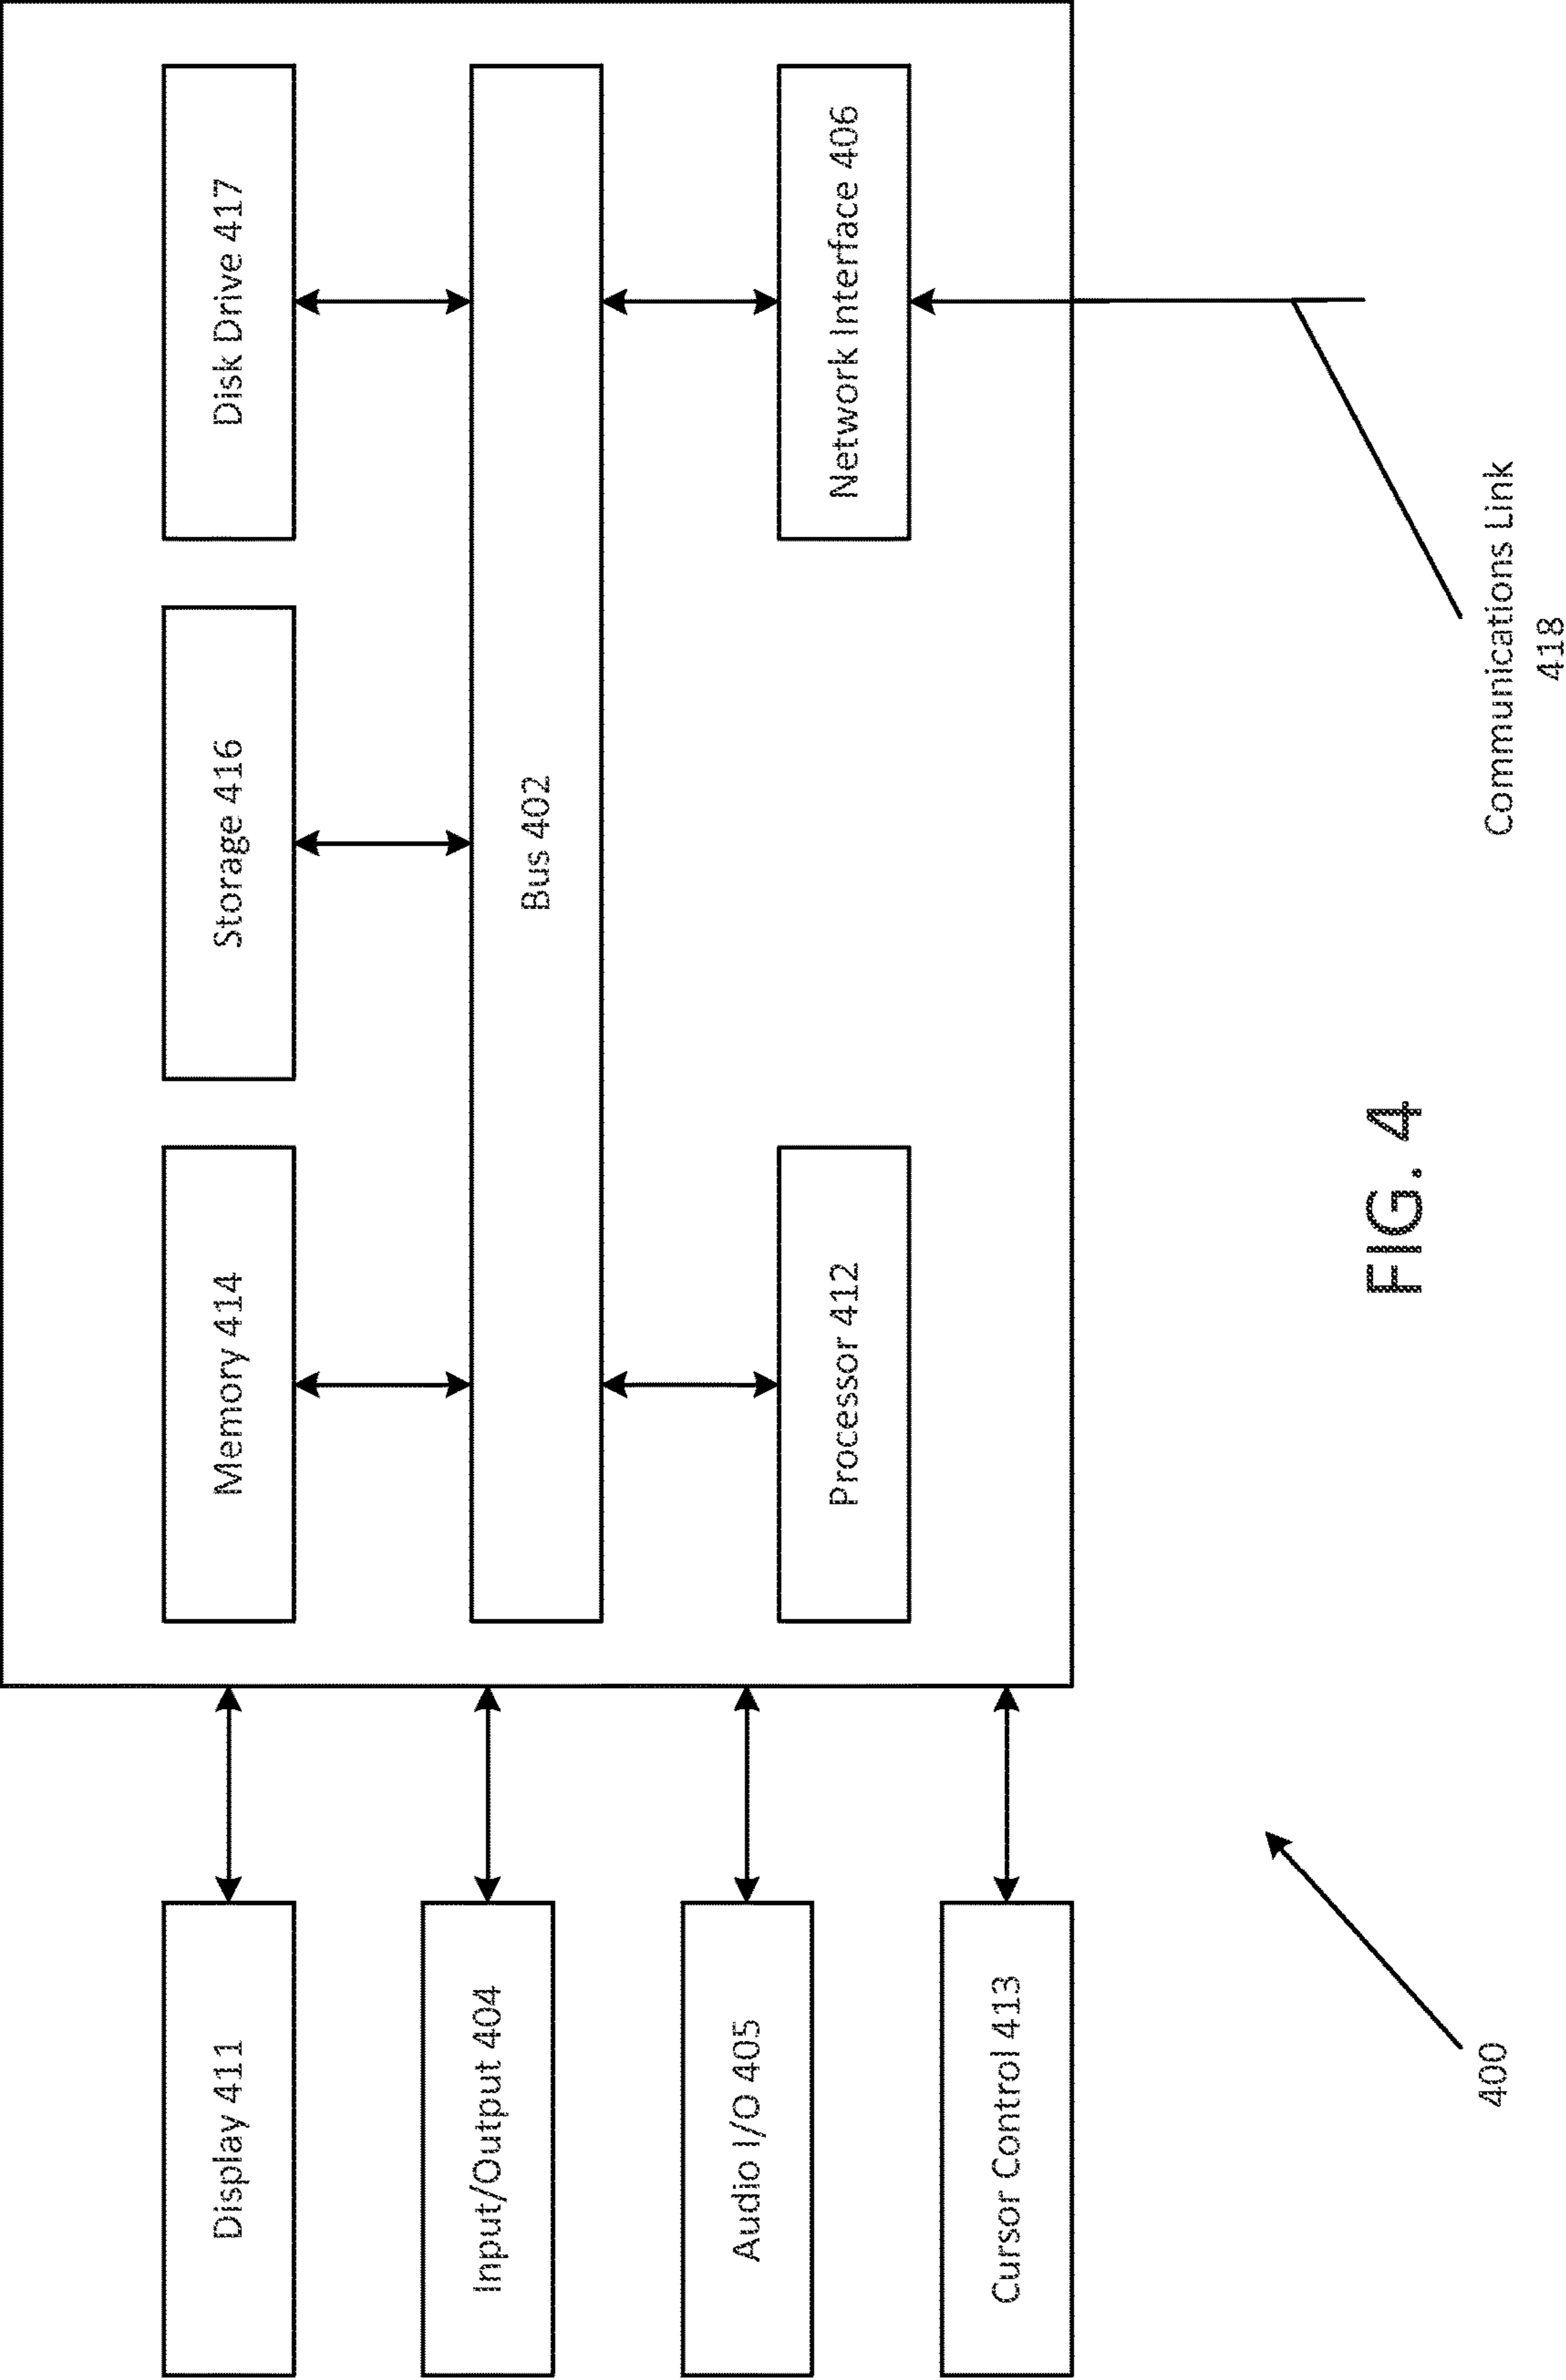 Display 411
Input/Output 404
Audio I/O 405
Cursor Control 413
Memory 414
Storage 416
Disk Drive 417
Bus 402
Processor 412
Network Interface 406
Communications Link
418
400
FIG. 4